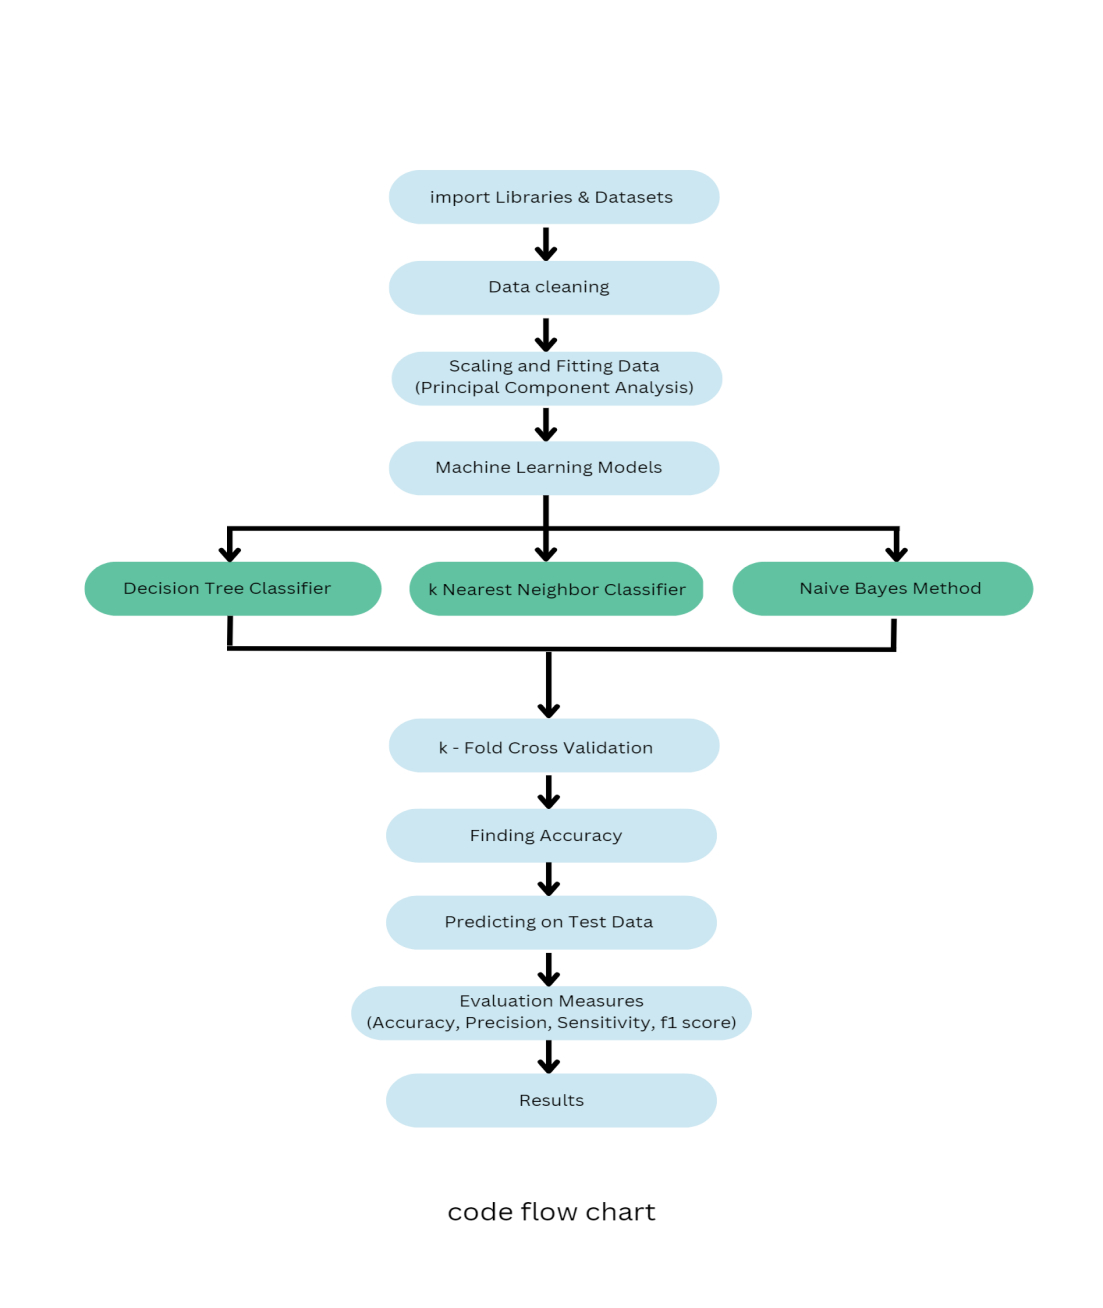 import Libraries & Datasets
Data cleaning
Scaling and Fitting Data
(Principal Component Analysis)
Machine Learning Models
Decision Tree Classifier
k Nearest Neighbor Classifier
Naive Bayes Method
k - Fold Cross Validation
Finding Accuracy
Predicting on Test Data
Evaluation Measures
(Accuracy, Precision, Sensitivity, f1 score)
Results
code flow chart